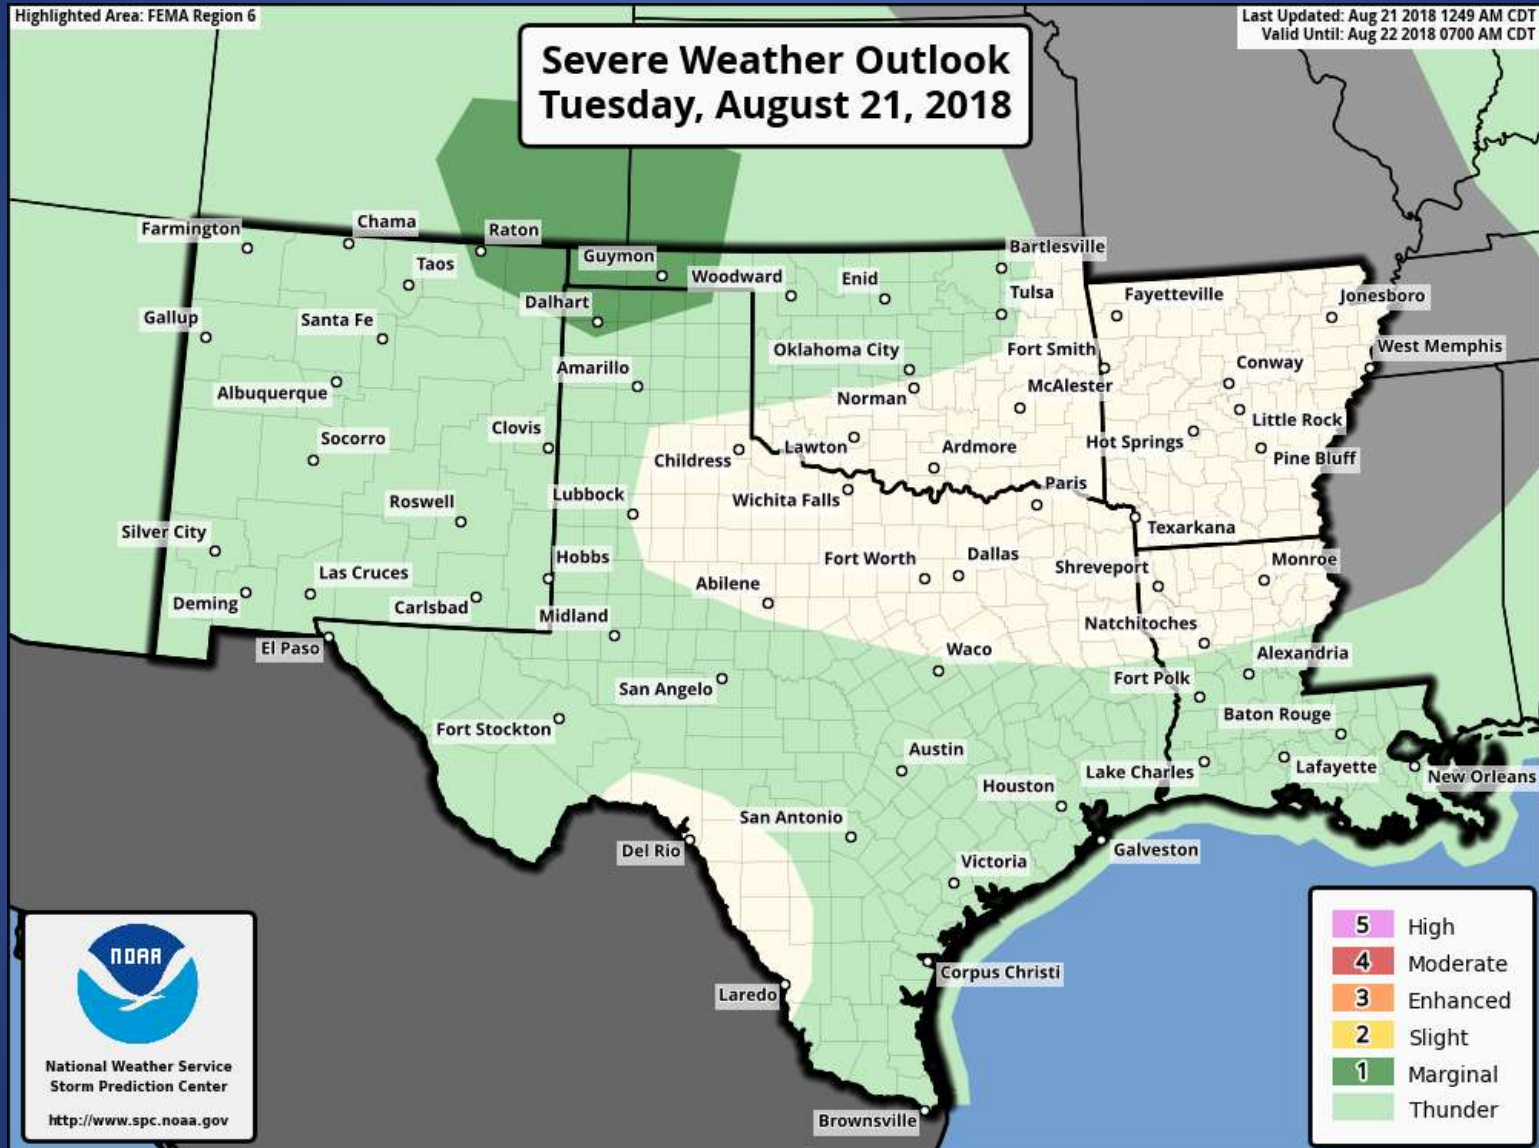 Highlighted Area: FEMA Region 6
Last Updated: Aug 21 2018 1249 AM CDT
Valid Until: Aug 22 2018 0700 AM CDT
Severe Weather Outlook
Tuesday, August 21, 2018
Farmington
Chama
Raton
Taos
Guymon
Woodward
Enid
Bartlesville
Tulsa
Dalhart
Fayetteville
Jonesboro
Gallup
Santa Fe
Oklahoma City
Fort Smith
West Memphis
Amarillo
Conway
Albuquerque
Norman
McAlester
Little Rock
Socorro
Clovis
Childress
Lawton
Ardmore
Hot Springs
Pine Bluff
Roswell
Lubbock
Wichita Falls
Paris
Silver City
Texarkana
Las Cruces
Hobbs
Fort Worth
Dallas
Shreveport
Monroe
Deming
Carlsbad
Midland
Abilene
Natchitoches
El Paso
Waco
Alexandria
San Angelo
Fort Polk
Fort Stockton
Baton Rouge
Austin
Houston
Lake Charles
Lafayette
New Orleans
San Antonio
Del Rio
Victoria
Galveston
Laredo
Corpus Christi
Brownsville
NOAA
National Weather Service
Storm Prediction Center
http://www.spc.noaa.gov
5 High
4 Moderate
3 Enhanced
2 Slight
1 Marginal
Thunder